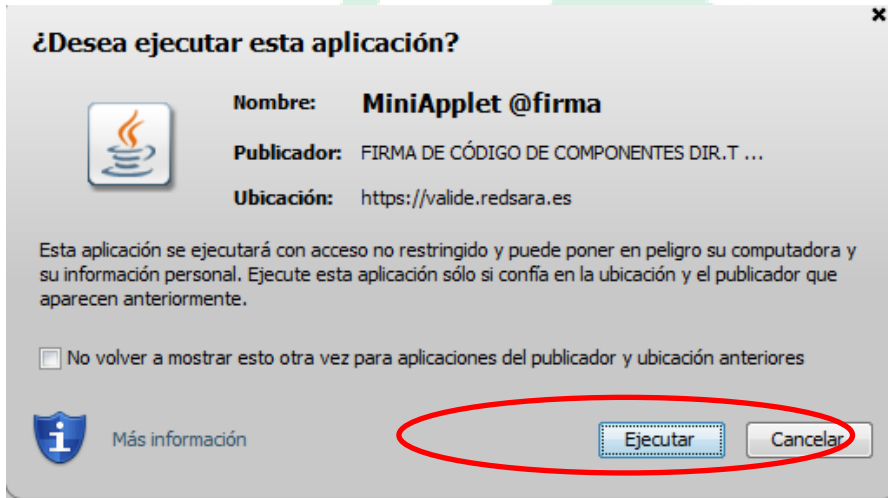 ¿Desea ejecutar esta aplicación?
Nombre: MiniApplet @firma
Publicador: FIRMA DE CÓDIGO DE COMPONENTES DIR.T ...
Ubicación: https://valide.redsara.es
Esta aplicación se ejecutará con acceso no restringido y puede poner en peligro su computadora y
su información personal. Ejecute esta aplicación sólo si confía en la ubicación y el publicador que
aparecen anteriormente.
No volver a mostrar esto otra vez para aplicaciones del publicador y ubicación anteriores
Más información Ejecutar Cancelar